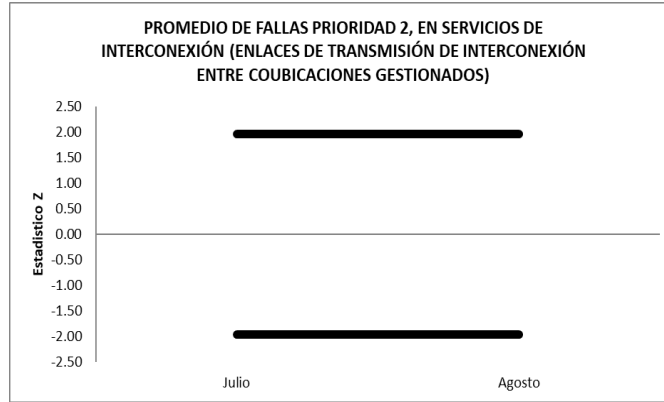 PROMEDIO DE FALLAS PRIORIDAD 2, EN SERVICIOS DE
INTERCONEXIÓN (ENLACES DE TRANSMISIÓN DE INTERCONEXIÓN
ENTRE COUBICACIONES GESTIONADOS)
2.50
2.00
1.50
1.00
0.50
0.00
-0.50
-1.00
-1.50
-2.00
-2.50
Estadistico Z
Julio
Agosto